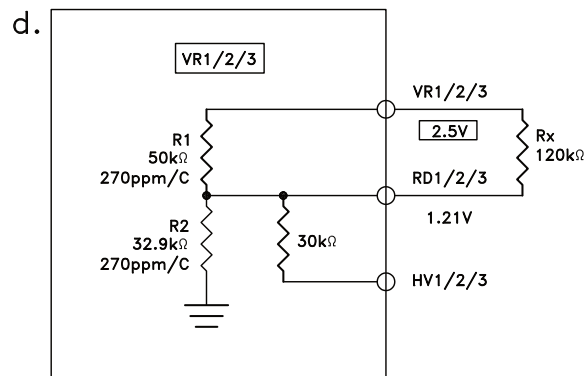 d.
VR1/2/3
VR1/2/3
2.5V
R1
50kΩ
270ppm/C
Rx
120kΩ
RD1/2/3
1.21V
R2
32.9kΩ
270ppm/C
30kΩ
HV1/2/3